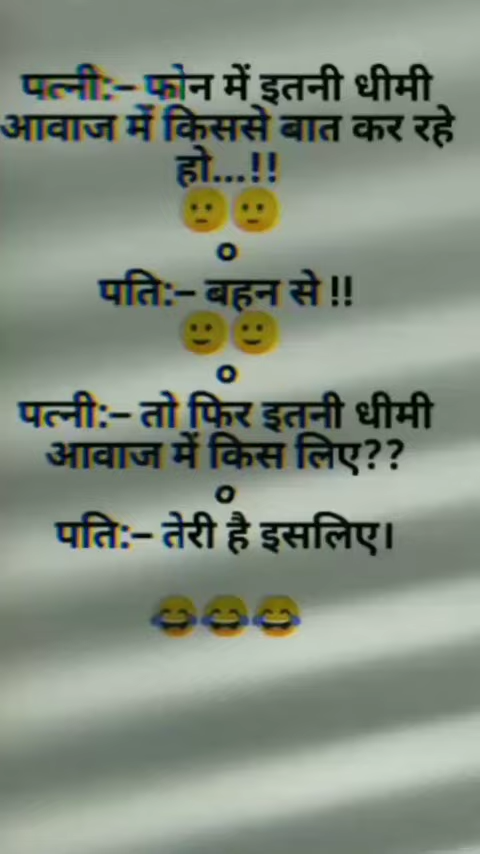 पत्नी:– फोन में इतनी धीमी
आवाज में किससे बात कर रहे
हो...!!
😐😐
o
पति:– बहन से !!
🙂🙂
o
पत्नी:– तो फिर इतनी धीमी
आवाज में किस लिए??
o
पति:– तेरी है इसलिए।
😂😂😂